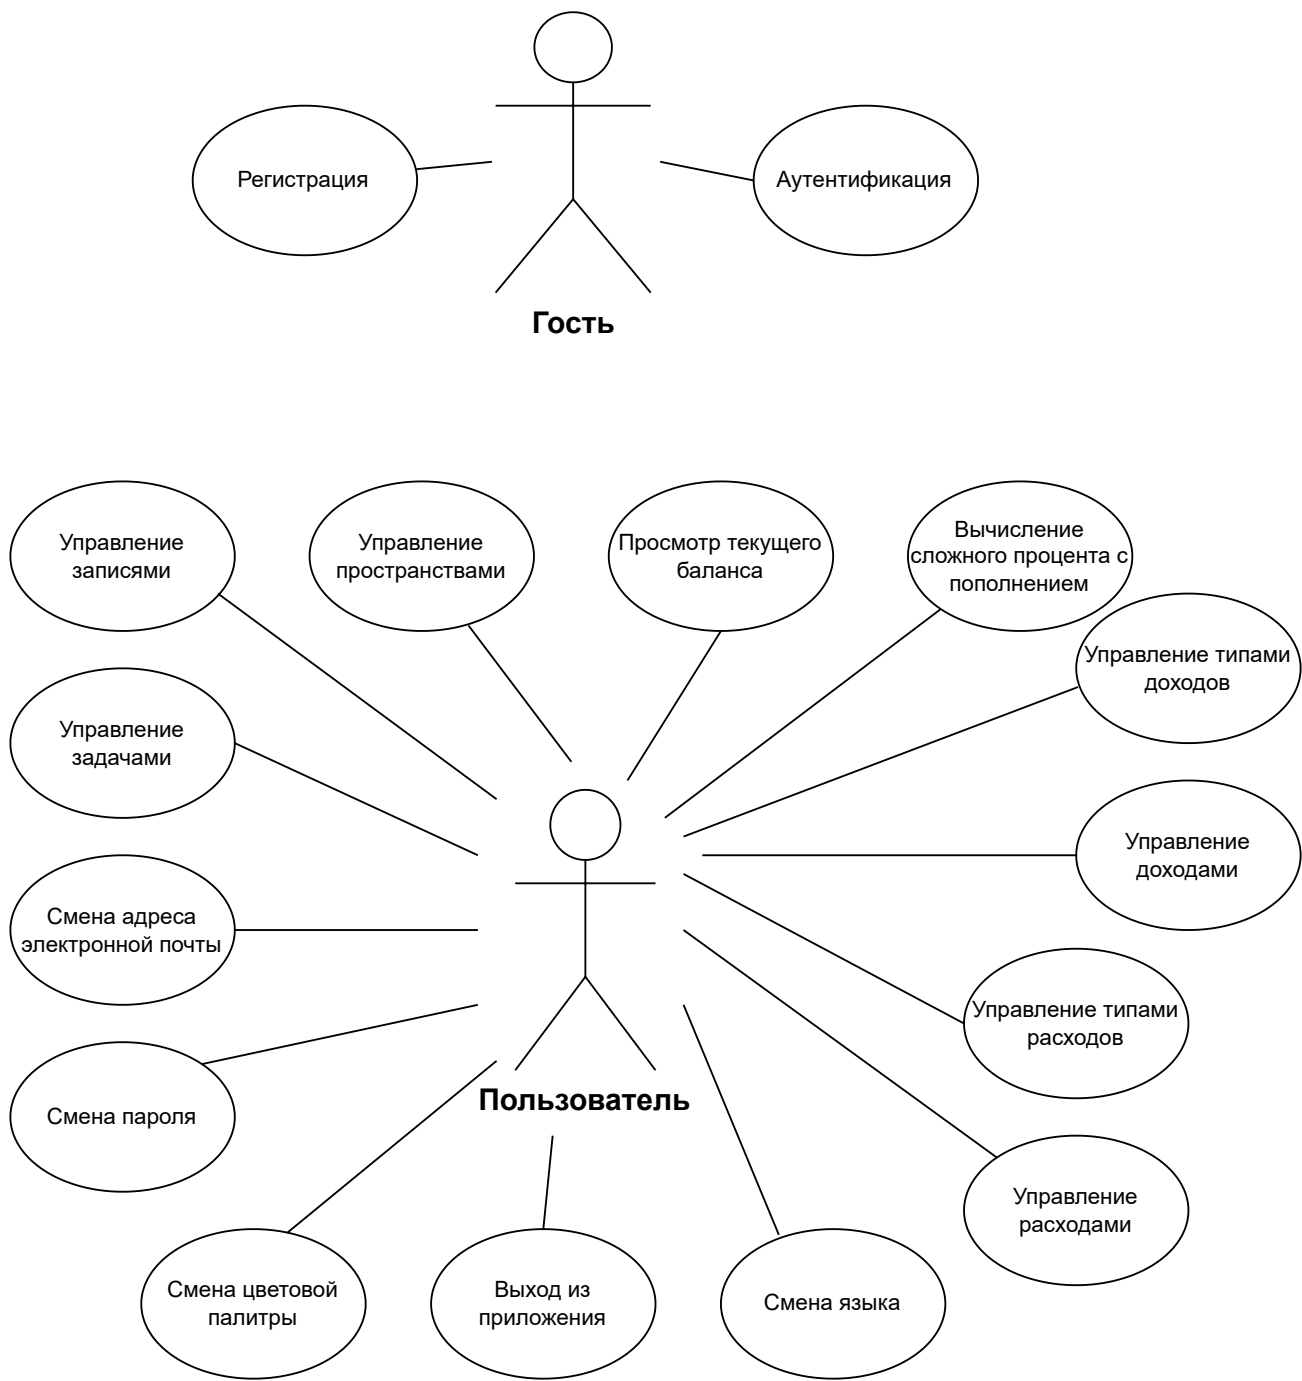 Регистрация
Аутентификация
Гость
Управление
записями
Управление
пространствами
Просмотр текущего
баланса
Вычисление
сложного процента с
пополнением
Управление типами
доходов
Управление
задачами
Управление
доходами
Смена адреса
электронной почты
Управление типами
расходов
Смена пароля
Пользователь
Управление
расходами
Смена цветовой
палитры
Выход из
приложения
Смена языка